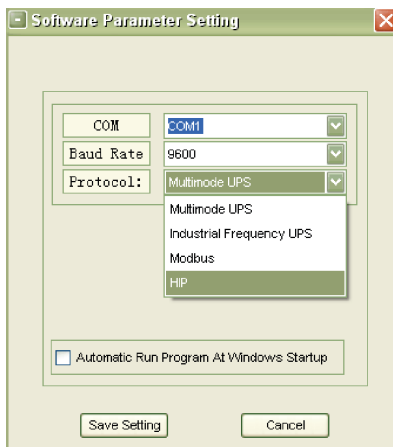 Software Parameter Setting
COM COM1
Baud Rate 9600
Protocol: Multimode UPS
Multimode UPS
Industrial Frequency UPS
Modbus
HIP
Automatic Run Program At Windows Startup
Save Setting Cancel